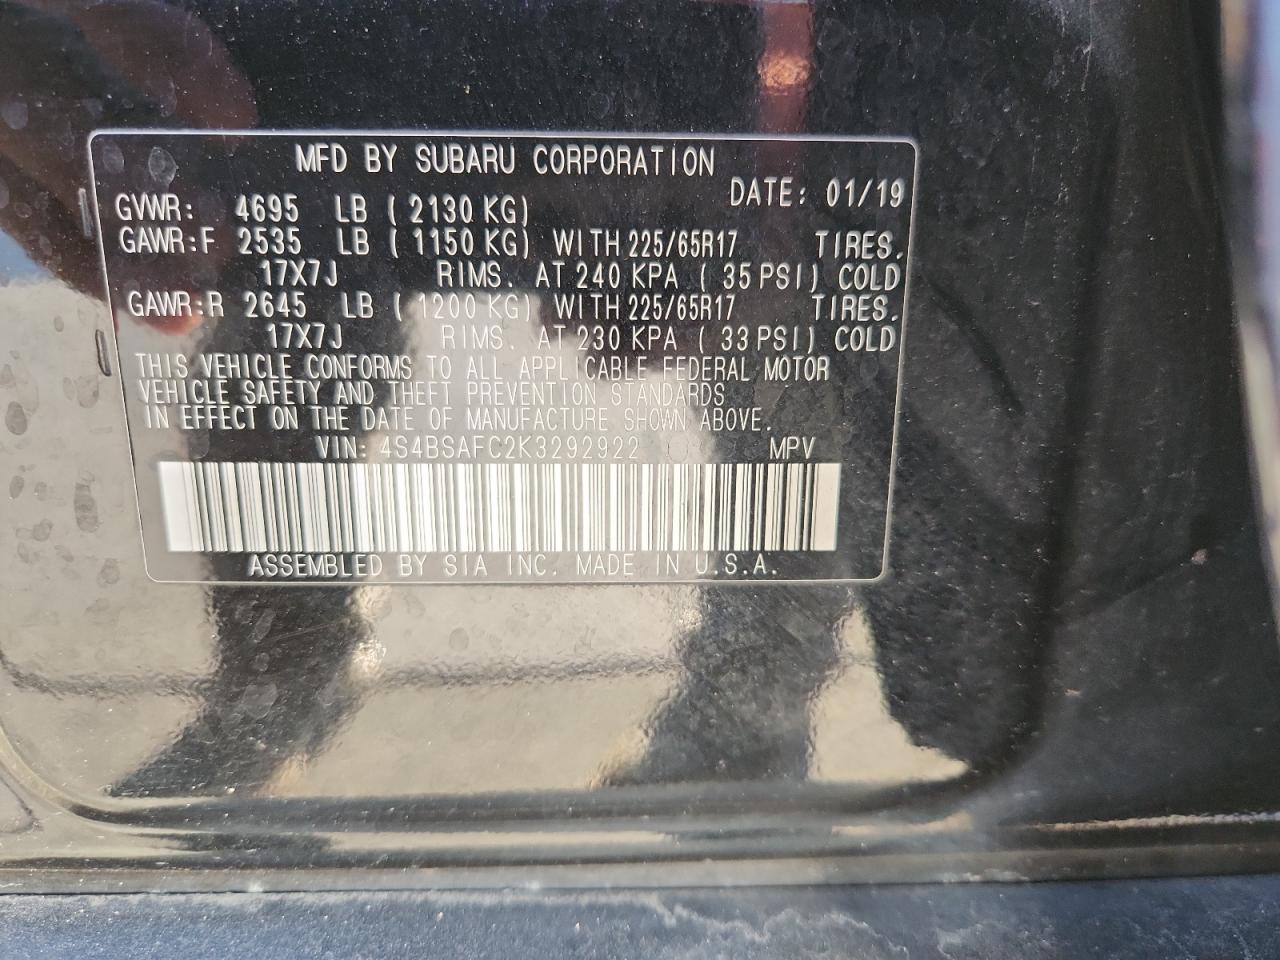 MFD BY SUBARU CORPORATION
DATE: 01/19
GVWR: 4695 LB (2130 KG)
GAWR:F 2535 LB (1150 KG) WITH 225/65R17 TIRES.
17X7J RIMS. AT 240 KPA (35 PSI) COLD
GAWR:R 2645 LB (1200 KG) WITH 225/65R17 TIRES.
17X7J RIMS. AT 230 KPA (33 PSI) COLD
THIS VEHICLE CONFORMS TO ALL APPLICABLE FEDERAL MOTOR
VEHICLE SAFETY AND THEFT PREVENTION STANDARDS
IN EFFECT ON THE DATE OF MANUFACTURE SHOWN ABOVE.
VIN: 4S4BSAFC2K3292922 MPV
ASSEMBLED BY SIA INC. MADE IN U.S.A.